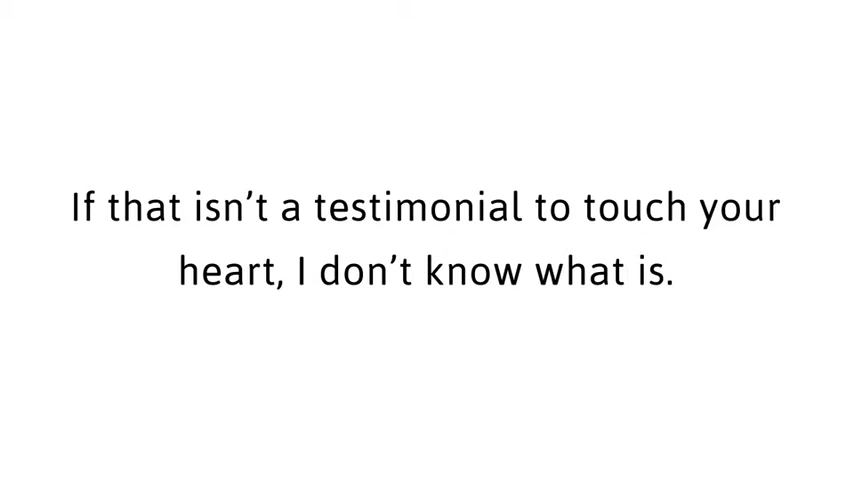 If that isn’t a testimonial to touch your
heart, I don’t know what is.